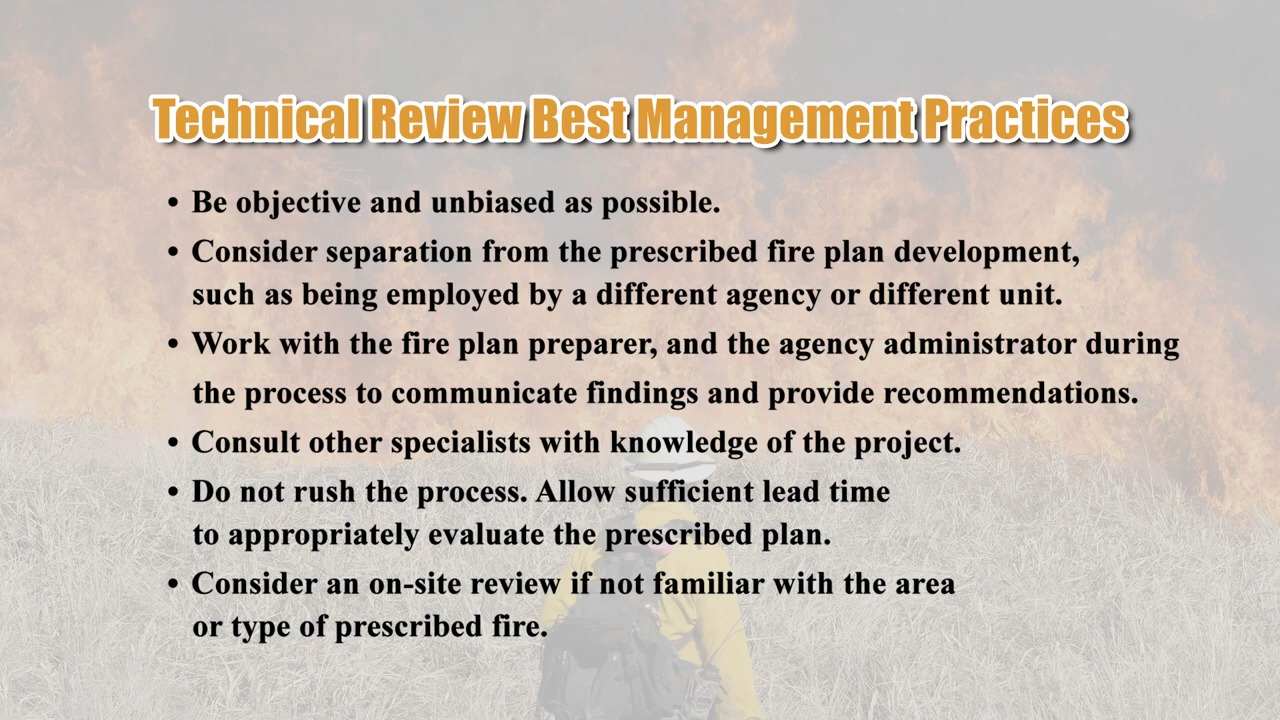 Technical Review Best Management Practices
• Be objective and unbiased as possible.
• Consider separation from the prescribed fire plan development,
such as being employed by a different agency or different unit.
• Work with the fire plan preparer, and the agency administrator during
the process to communicate findings and provide recommendations.
• Consult other specialists with knowledge of the project.
• Do not rush the process. Allow sufficient lead time
to appropriately evaluate the prescribed plan.
• Consider an on-site review if not familiar with the area
or type of prescribed fire.